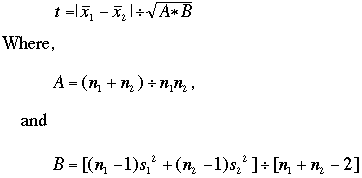 t = | x̄₁ − x̄₂ | ÷ √A∗B
Where,
A = (n₁ + n₂) ÷ n₁n₂ ,
and
B = [(n₁ −1)s₁² + (n₂ −1)s₂² ] ÷ [n₁ + n₂ − 2]